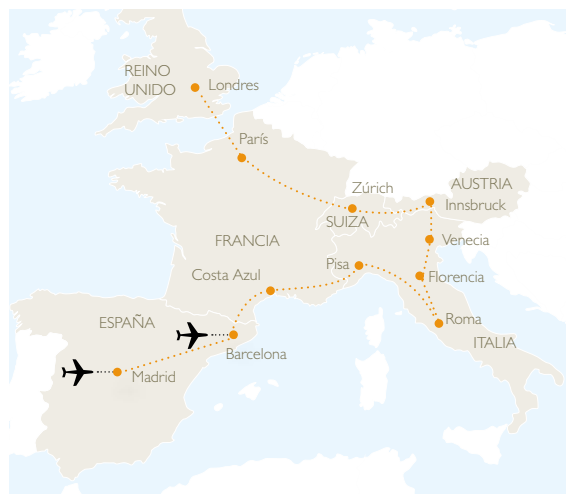 REINO
UNIDO
Londres
París
Zúrich
AUSTRIA
Innsbruck
SUIZA
FRANCIA
Venecia
Pisa
Costa Azul
Florencia
ESPAÑA
Roma
ITALIA
Barcelona
Madrid